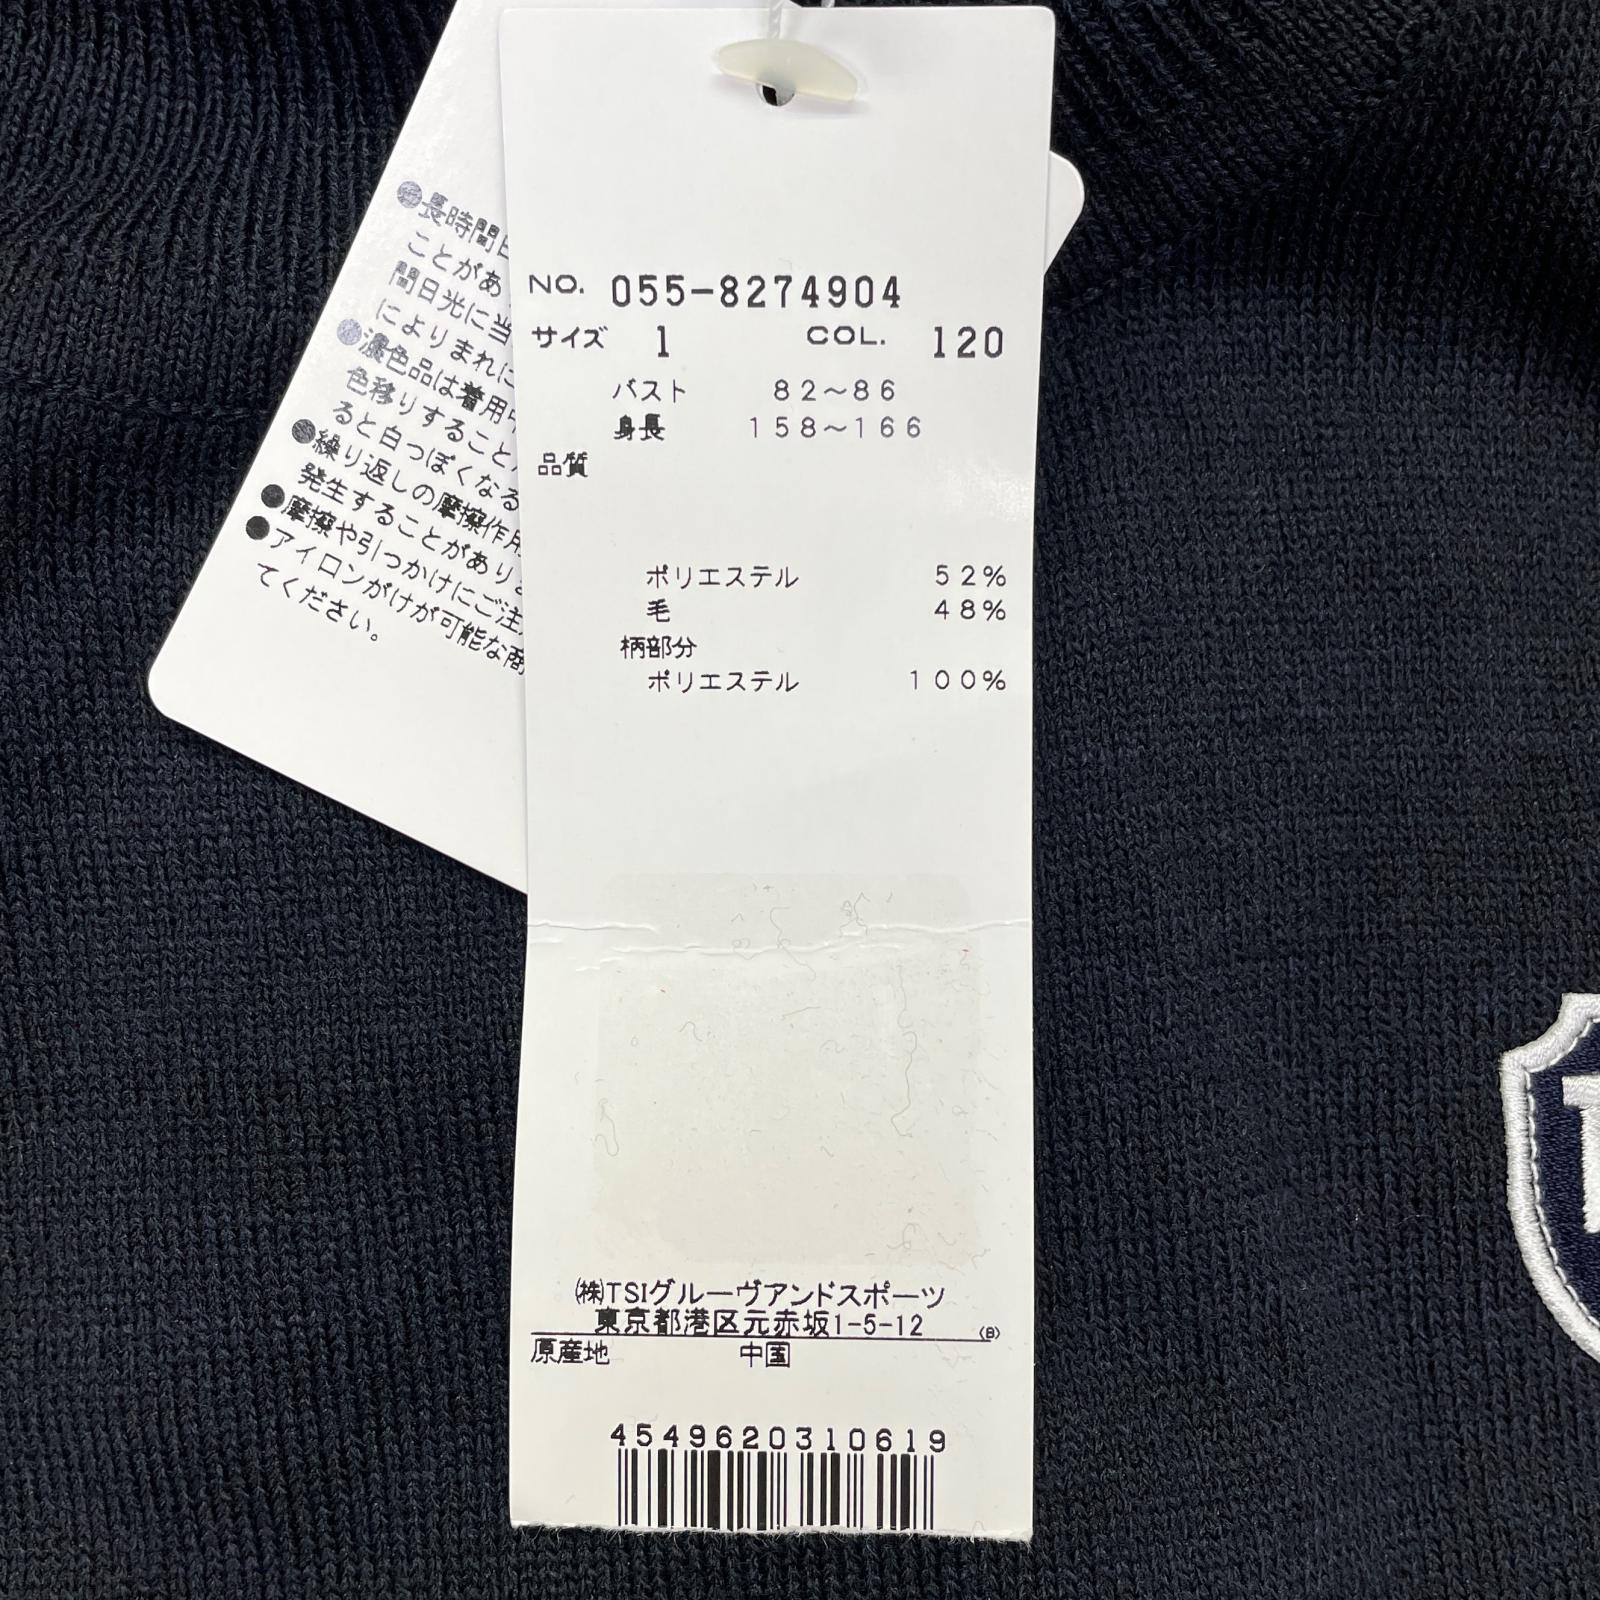 NO. 055-8274904
サイズ 1 COL. 120
バスト 82～86
身長 158～166
品質
ポリエステル 52%
毛 48%
柄部分
ポリエステル 100%
㈱TSIグルーヴアンドスポーツ
東京都港区元赤坂1-5-12 (B)
原産地 中国
4549620310619
●長時間日
ことがあ
間日光に当
によりまれに
●濃色品は着用中
色移りすること
ると白っぽくなる
●繰り返しの摩擦作用
発生することがあり
●摩擦や引っかけにご注
●アイロンがけが可能な商
てください。